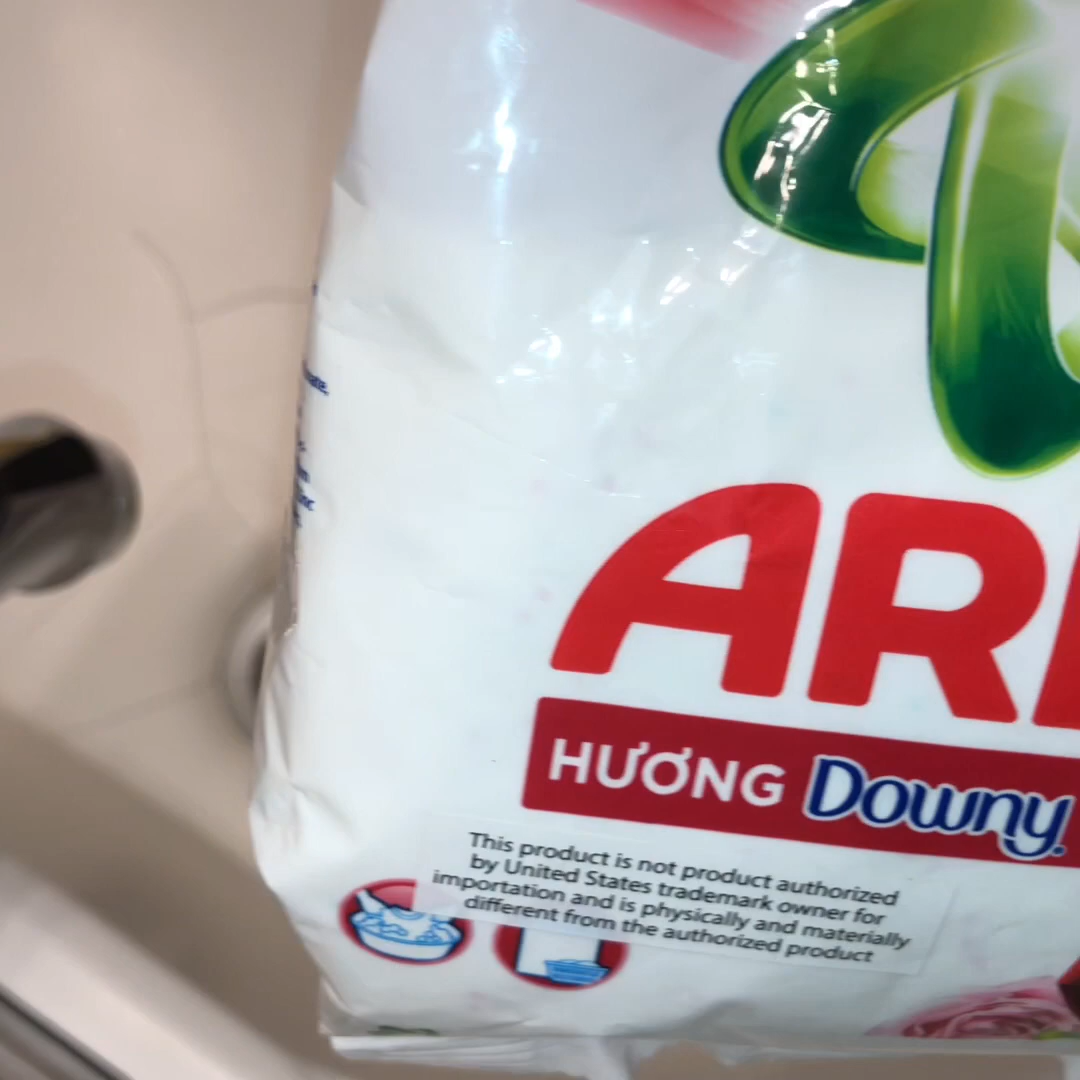 AR
HƯƠNG Downy.
This product is not product authorized
by United States trademark owner for
importation and is physically and materially
different from the authorized product